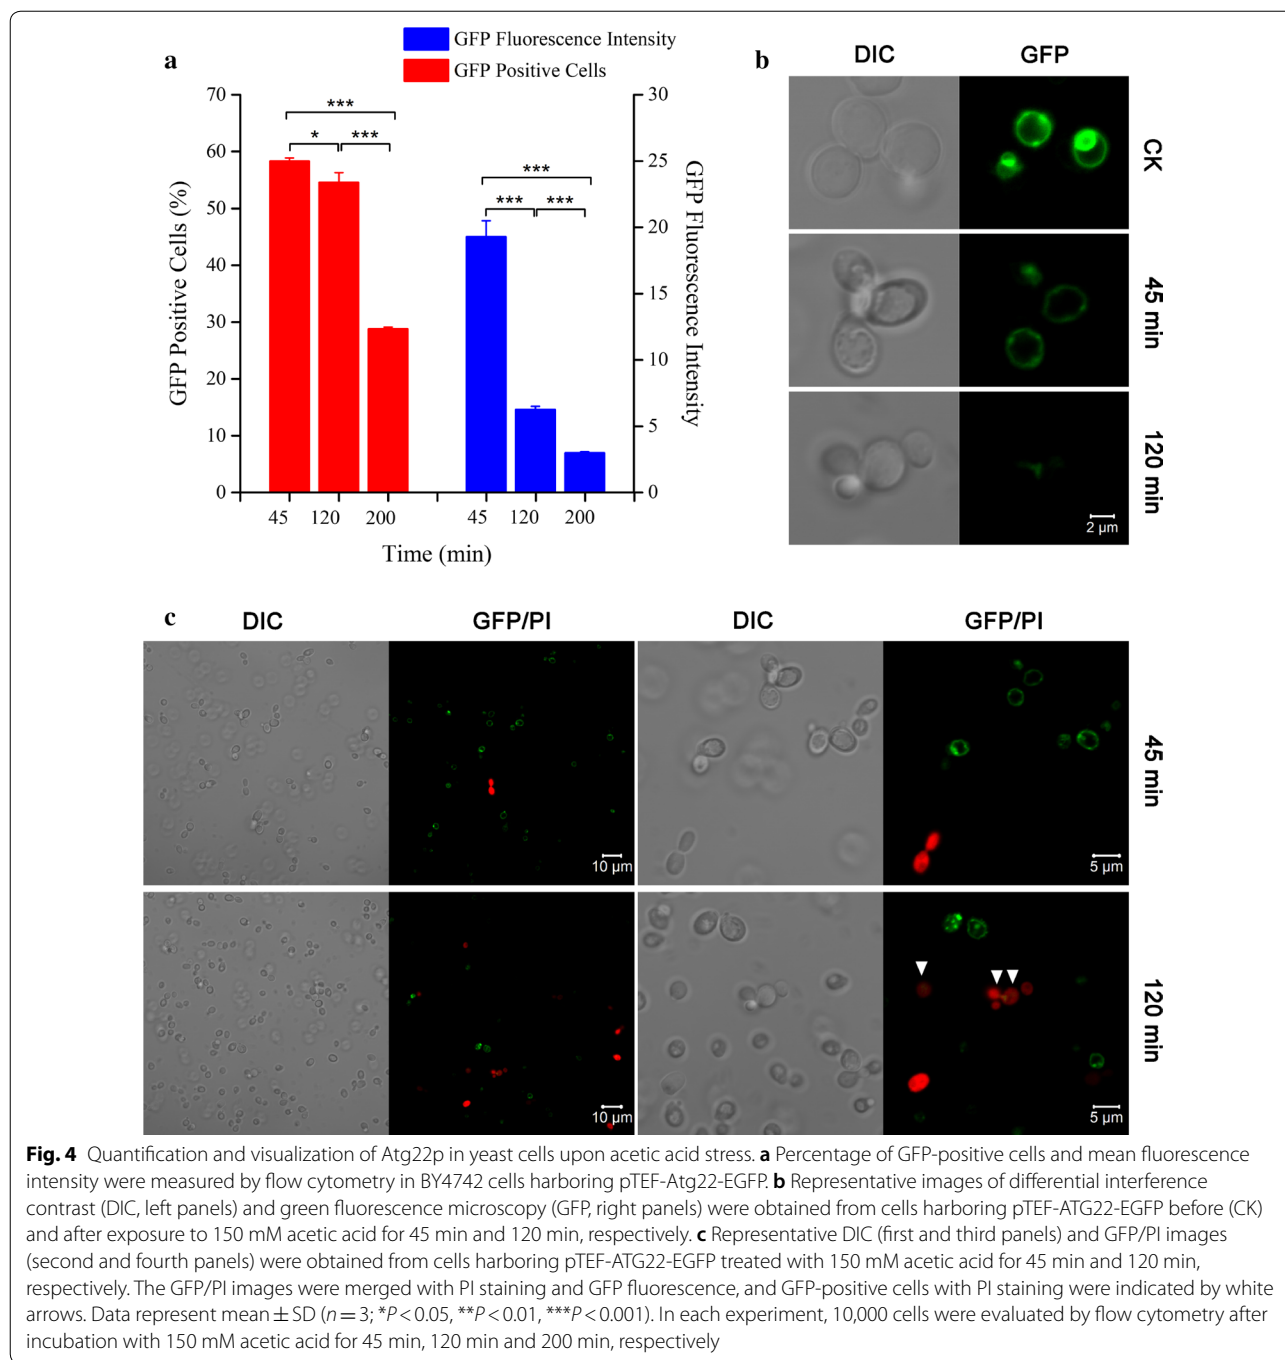 a
GFP Fluorescence Intensity
GFP Positive Cells
GFP Positive Cells (%)
70
60
50
40
30
20
10
0
***
* ***
***
*** ***
30
25
20
15
10
5
0
GFP Fluorescence Intensity
45 120 200 45 120 200
Time (min)
b
DIC GFP
CK
45 min
120 min
2 µm
c
DIC GFP/PI DIC GFP/PI
45 min
10 µm 5 µm
120 min
10 µm 5 µm
Fig. 4 Quantification and visualization of Atg22p in yeast cells upon acetic acid stress. a Percentage of GFP-positive cells and mean fluorescence
intensity were measured by flow cytometry in BY4742 cells harboring pTEF-Atg22-EGFP. b Representative images of differential interference
contrast (DIC, left panels) and green fluorescence microscopy (GFP, right panels) were obtained from cells harboring pTEF-ATG22-EGFP before (CK)
and after exposure to 150 mM acetic acid for 45 min and 120 min, respectively. c Representative DIC (first and third panels) and GFP/PI images
(second and fourth panels) were obtained from cells harboring pTEF-ATG22-EGFP treated with 150 mM acetic acid for 45 min and 120 min,
respectively. The GFP/PI images were merged with PI staining and GFP fluorescence, and GFP-positive cells with PI staining were indicated by white
arrows. Data represent mean ± SD (n = 3; *P < 0.05, **P < 0.01, ***P < 0.001). In each experiment, 10,000 cells were evaluated by flow cytometry after
incubation with 150 mM acetic acid for 45 min, 120 min and 200 min, respectively